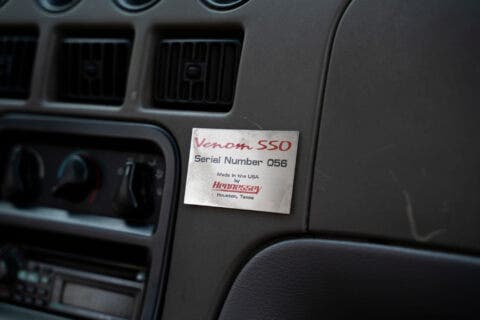 Venom 550
Serial Number 056
Made in the USA
by
Hennessey
Houston, Texas